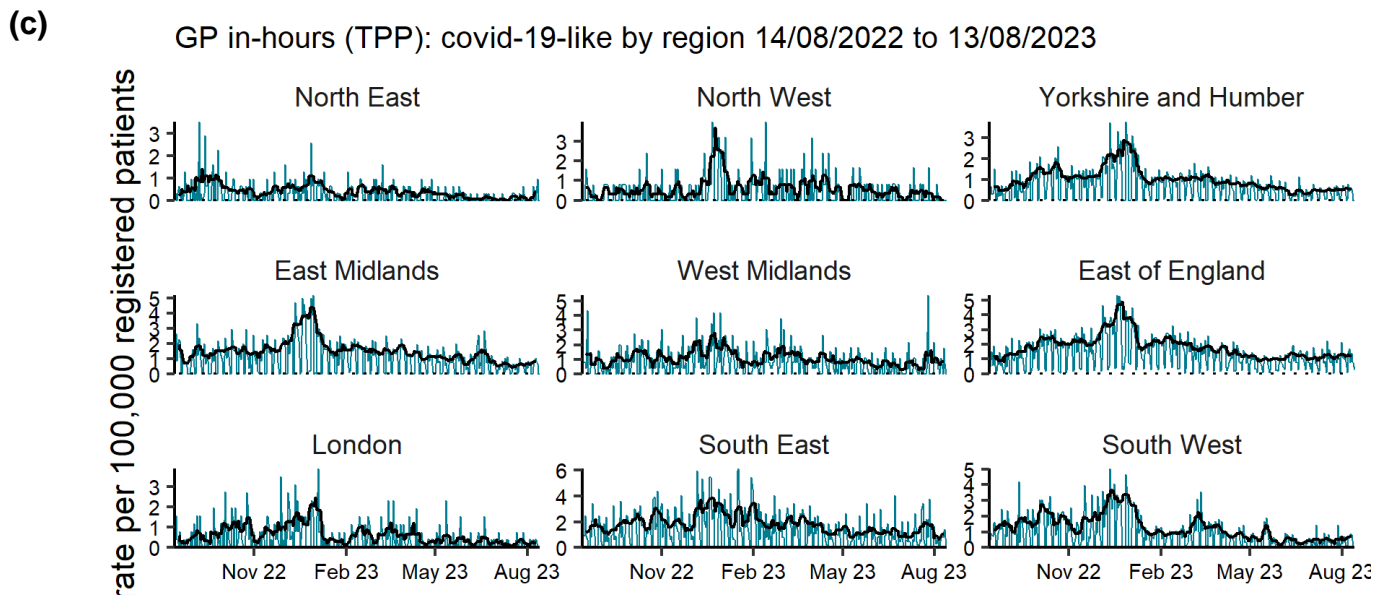 (c)
GP in-hours (TPP): covid-19-like by region 14/08/2022 to 13/08/2023
rate per 100,000 registered patients
North East
North West
Yorkshire and Humber
3
2
1
0
3
2
1
0
3
2
1
0
East Midlands
West Midlands
East of England
5
4
3
2
1
0
5
4
3
2
1
0
5
4
3
2
1
0
London
South East
South West
3
2
1
0
6
4
2
0
5
4
3
2
1
0
Nov 22 Feb 23 May 23 Aug 23
Nov 22 Feb 23 May 23 Aug 23
Nov 22 Feb 23 May 23 Aug 2